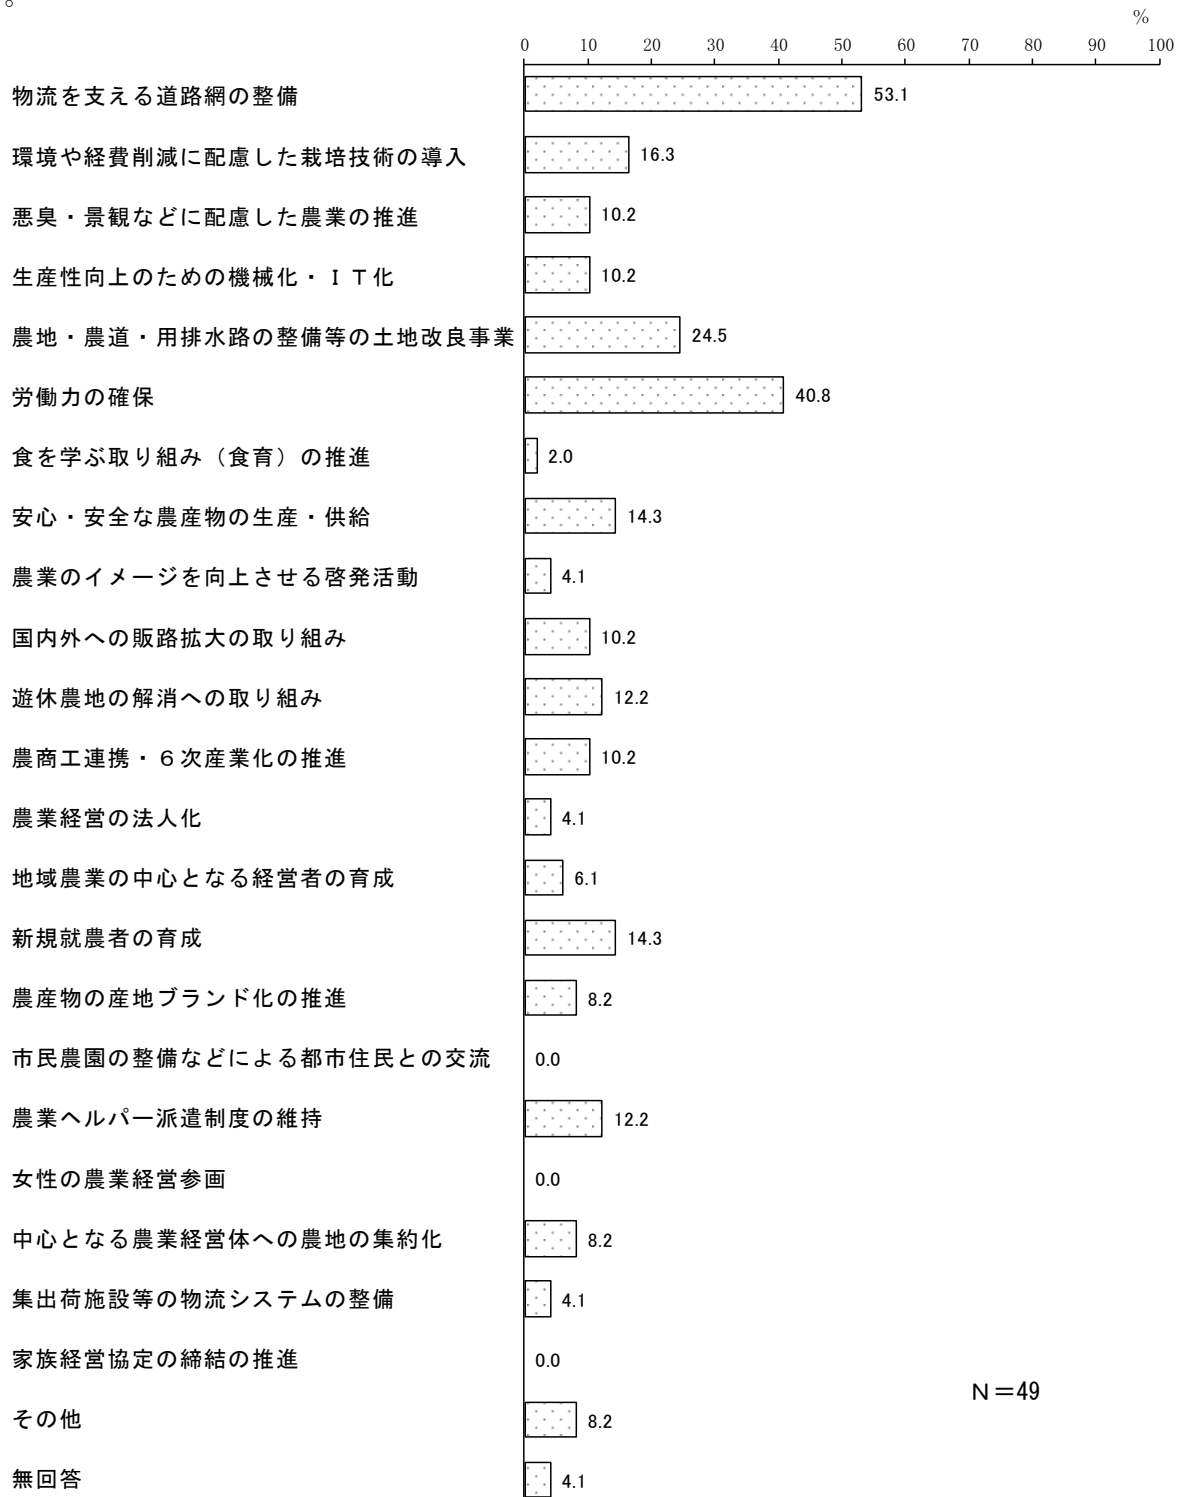 。
%
0 10 20 30 40 50 60 70 80 90 100
物流を支える道路網の整備 53.1
環境や経費削減に配慮した栽培技術の導入 16.3
悪臭・景観などに配慮した農業の推進 10.2
生産性向上のための機械化・ＩＴ化 10.2
農地・農道・用排水路の整備等の土地改良事業 24.5
労働力の確保 40.8
食を学ぶ取り組み（食育）の推進 2.0
安心・安全な農産物の生産・供給 14.3
農業のイメージを向上させる啓発活動 4.1
国内外への販路拡大の取り組み 10.2
遊休農地の解消への取り組み 12.2
農商工連携・６次産業化の推進 10.2
農業経営の法人化 4.1
地域農業の中心となる経営者の育成 6.1
新規就農者の育成 14.3
農産物の産地ブランド化の推進 8.2
市民農園の整備などによる都市住民との交流 0.0
農業ヘルパー派遣制度の維持 12.2
女性の農業経営参画 0.0
中心となる農業経営体への農地の集約化 8.2
集出荷施設等の物流システムの整備 4.1
家族経営協定の締結の推進 0.0
Ｎ＝49
その他 8.2
無回答 4.1